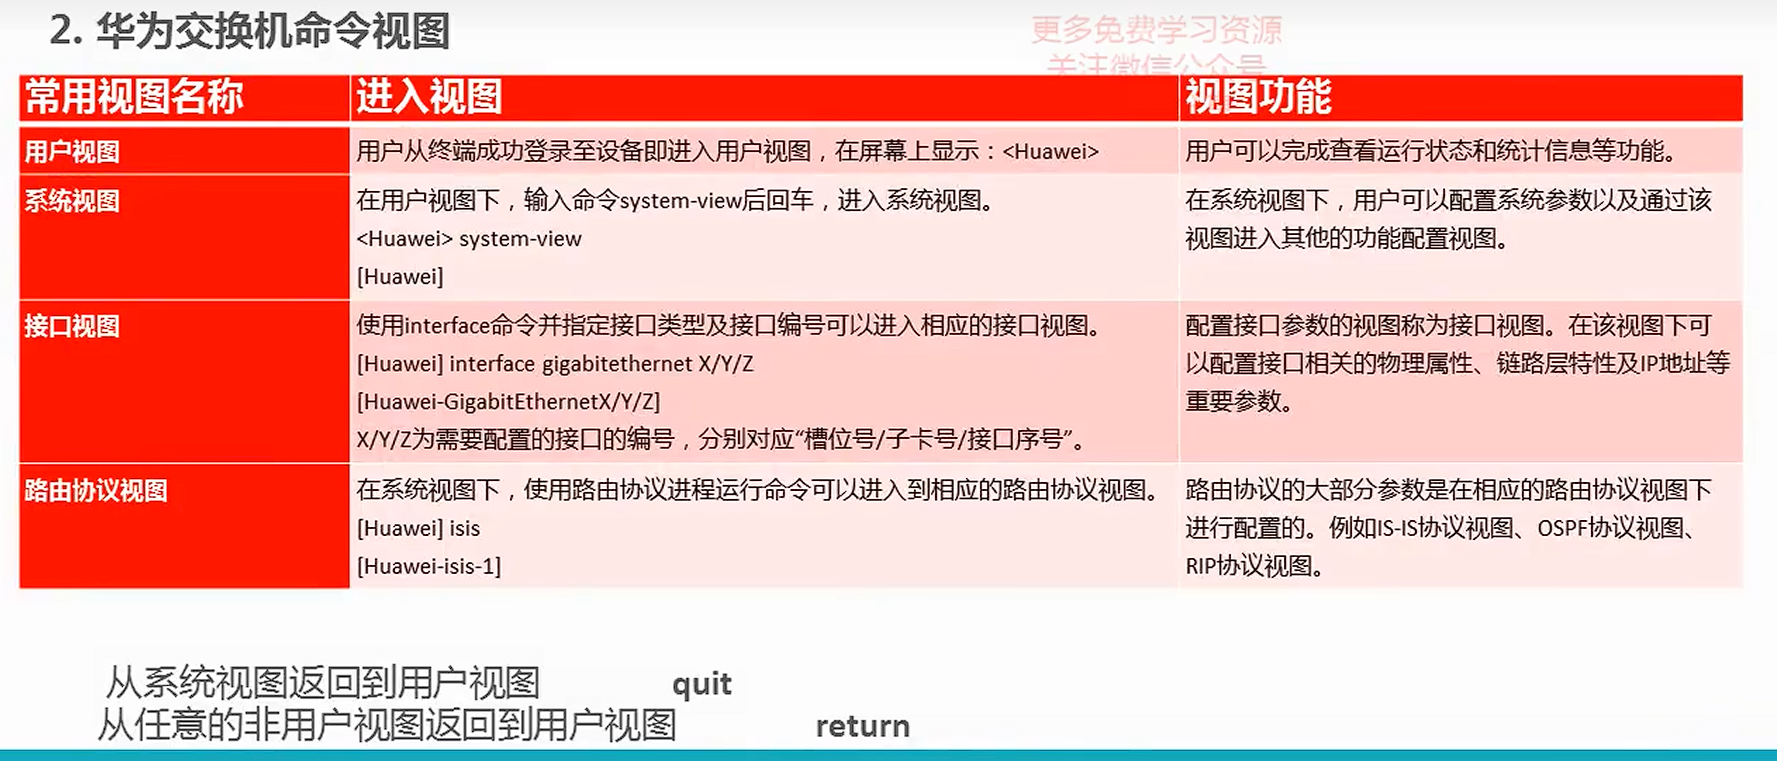 2. 华为交换机命令视图
更多免费学习资源
关注微信公众号
常用视图名称 进入视图 视图功能
用户视图 用户从终端成功登录至设备即进入用户视图，在屏幕上显示：<Huawei> 用户可以完成查看运行状态和统计信息等功能。
系统视图 在用户视图下，输入命令system-view后回车，进入系统视图。 在系统视图下，用户可以配置系统参数以及通过该
<Huawei> system-view 视图进入其他的功能配置视图。
[Huawei]
接口视图 使用interface命令并指定接口类型及接口编号可以进入相应的接口视图。 配置接口参数的视图称为接口视图。在该视图下可
[Huawei] interface gigabitethernet X/Y/Z 以配置接口相关的物理属性、链路层特性及IP地址等
[Huawei-GigabitEthernetX/Y/Z] 重要参数。
X/Y/Z为需要配置的接口的编号，分别对应“槽位号/子卡号/接口序号”。
路由协议视图 在系统视图下，使用路由协议进程运行命令可以进入到相应的路由协议视图。 路由协议的大部分参数是在相应的路由协议视图下
[Huawei] isis 进行配置的。例如IS-IS协议视图、OSPF协议视图、
[Huawei-isis-1] RIP协议视图。
从系统视图返回到用户视图 quit
从任意的非用户视图返回到用户视图 return